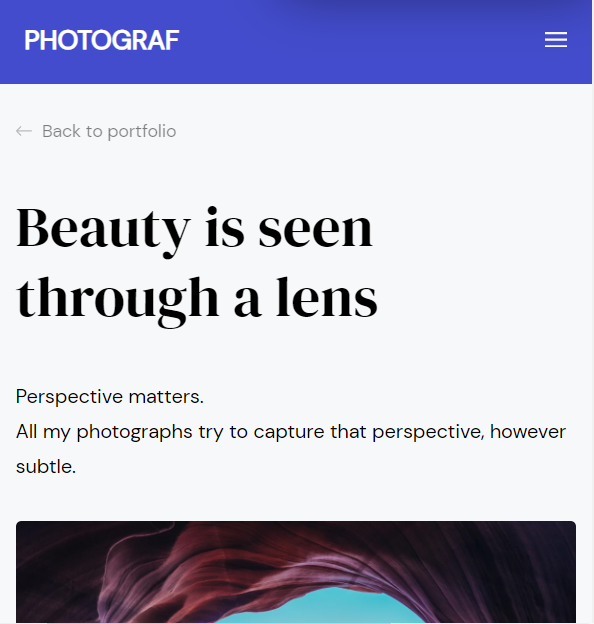 PHOTOGRAF
Back to portfolio
Beauty is seen
through a lens
Perspective matters.
All my photographs try to capture that perspective, however
subtle.